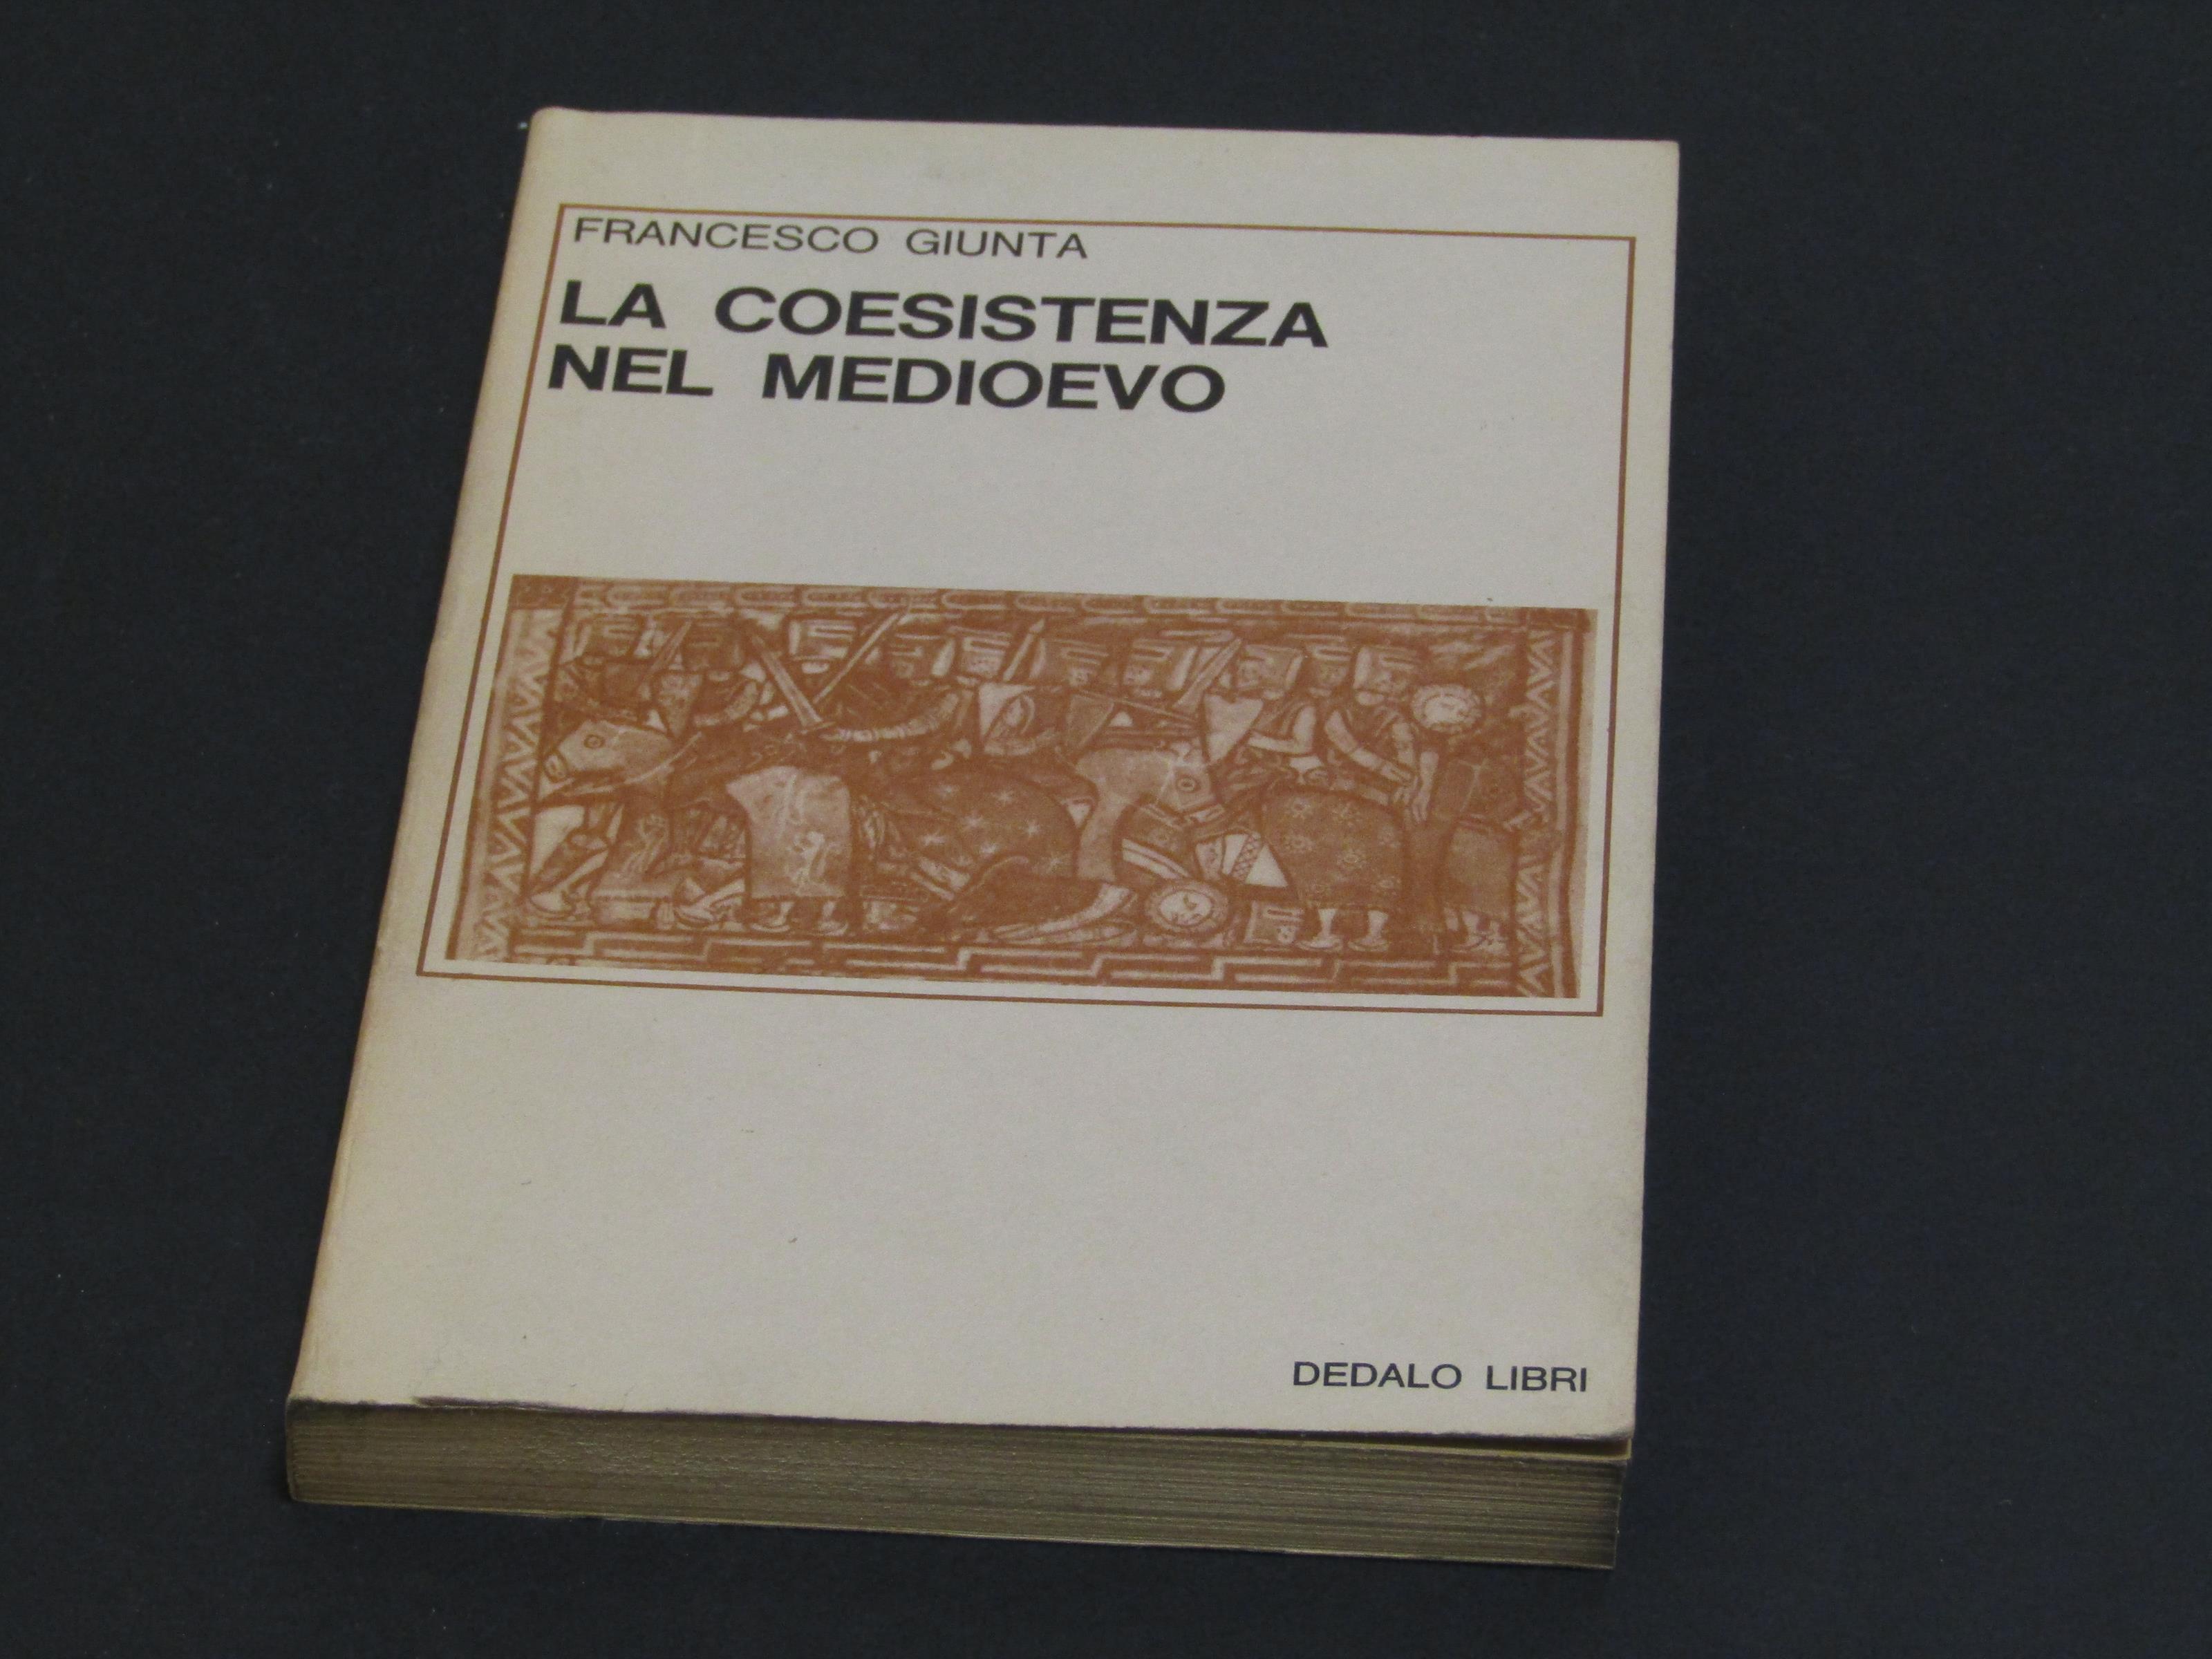 FRANCESCO GIUNTA
LA COESISTENZA
NEL MEDIOEVO
DEDALO LIBRI